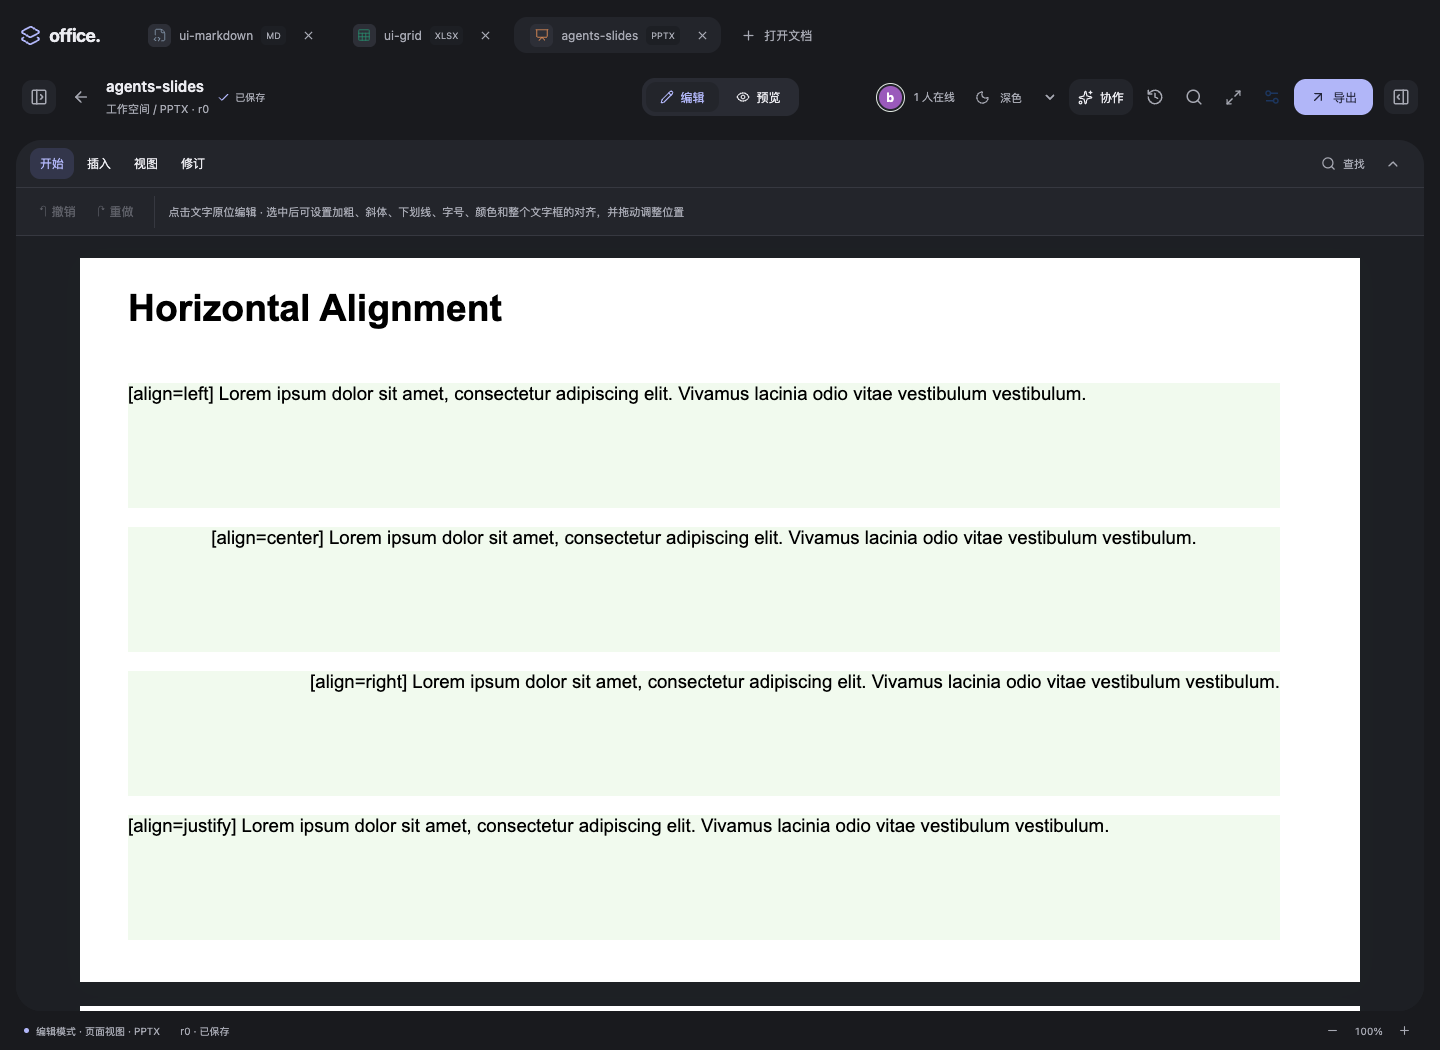 office.
ui-markdown MD
ui-grid XLSX
agents-slides PPTX
打开文档
agents-slides
已保存
工作空间 / PPTX · r0
编辑
预览
b
1 人在线
深色
协作
导出
开始 插入 视图 修订
查找
撤销 重做
点击文字原位编辑 · 选中后可设置加粗、斜体、下划线、字号、颜色和整个文字框的对齐，并拖动调整位置
Horizontal Alignment
[align=left] Lorem ipsum dolor sit amet, consectetur adipiscing elit. Vivamus lacinia odio vitae vestibulum vestibulum.
[align=center] Lorem ipsum dolor sit amet, consectetur adipiscing elit. Vivamus lacinia odio vitae vestibulum vestibulum.
[align=right] Lorem ipsum dolor sit amet, consectetur adipiscing elit. Vivamus lacinia odio vitae vestibulum vestibulum.
[align=justify] Lorem ipsum dolor sit amet, consectetur adipiscing elit. Vivamus lacinia odio vitae vestibulum vestibulum.
编辑模式 · 页面视图 · PPTX
r0 · 已保存
100%